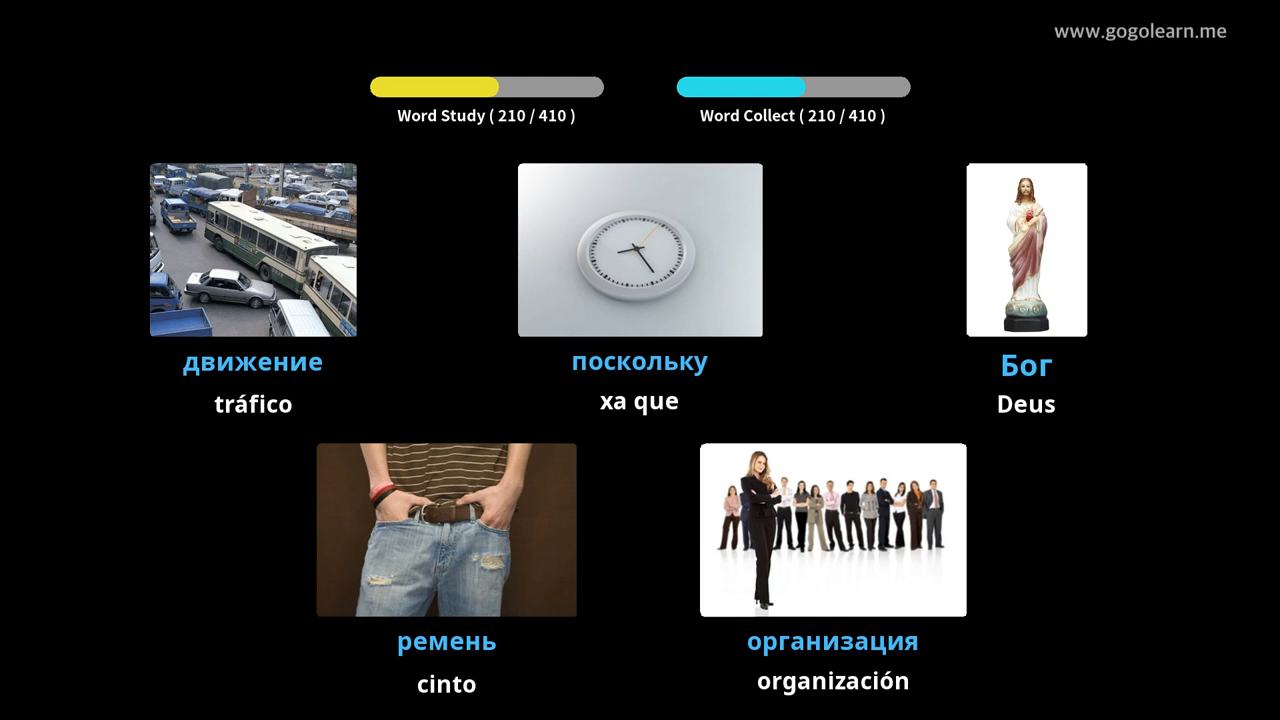 www.gogolearn.me
Word Study ( 210 / 410 )
Word Collect ( 210 / 410 )
движение
tráfico
поскольку
xa que
Бог
Deus
ремень
cinto
организация
organización